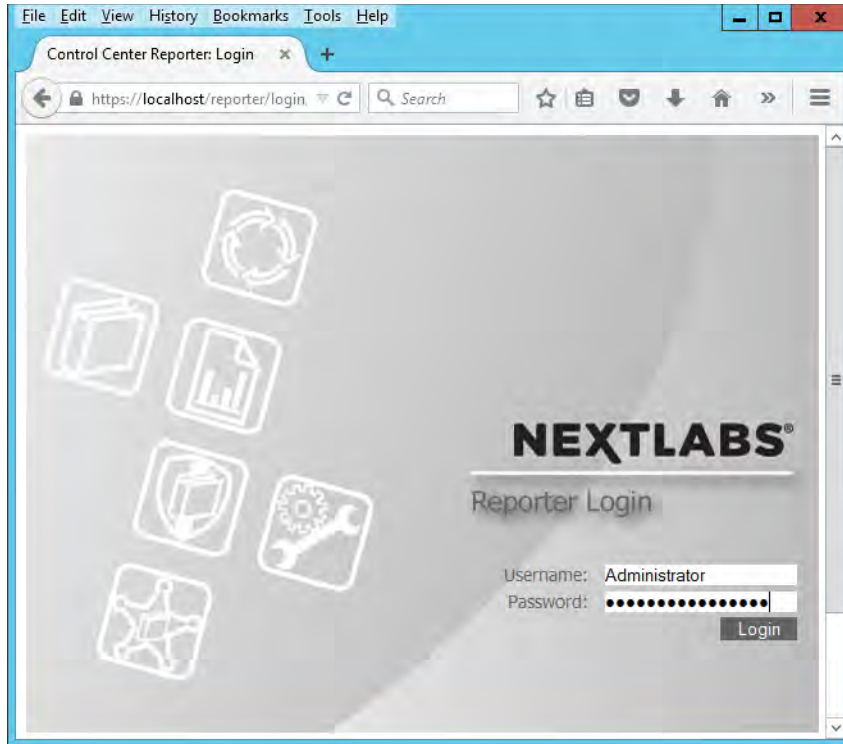 File Edit View History Bookmarks Tools Help
Control Center Reporter: Login
https://localhost/reporter/login
Search
NEXTLABS®
Reporter Login
Username: Administrator
Password: ••••••••••••••••
Login